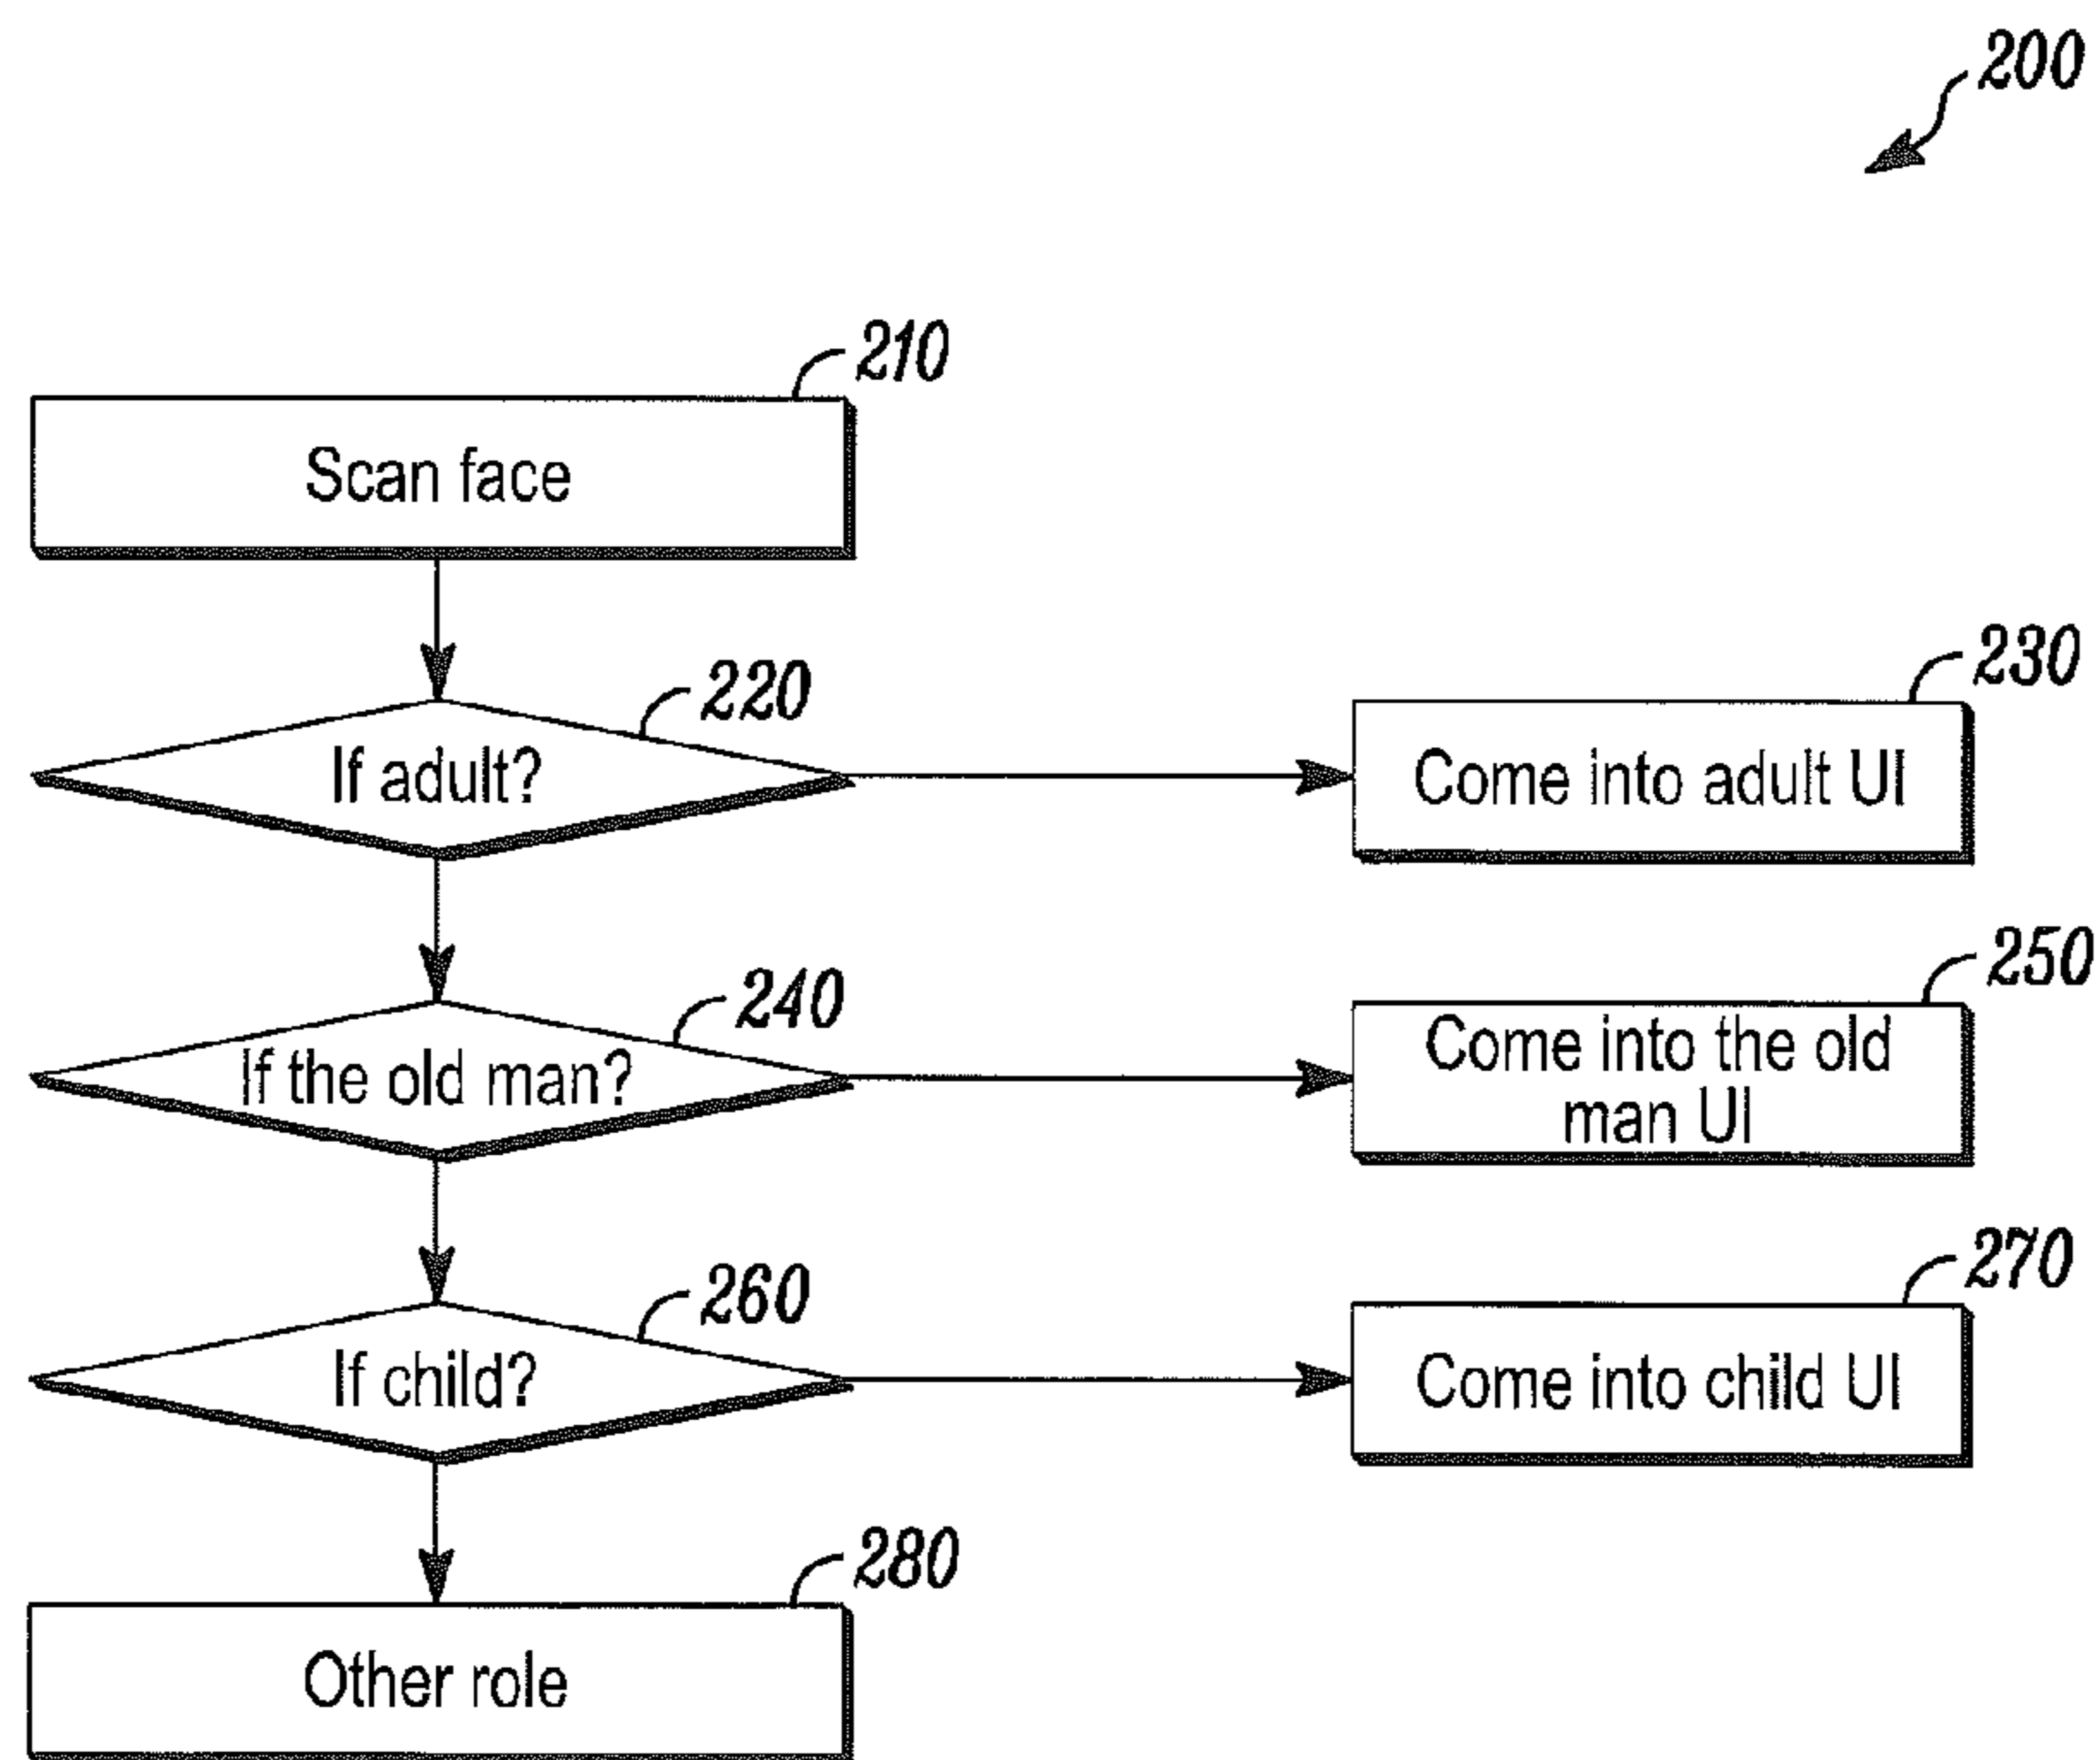 200
210
Scan face
220
If adult?
230
Come into adult UI
240
If the old man?
250
Come into the old
man UI
260
If child?
270
Come into child UI
280
Other role